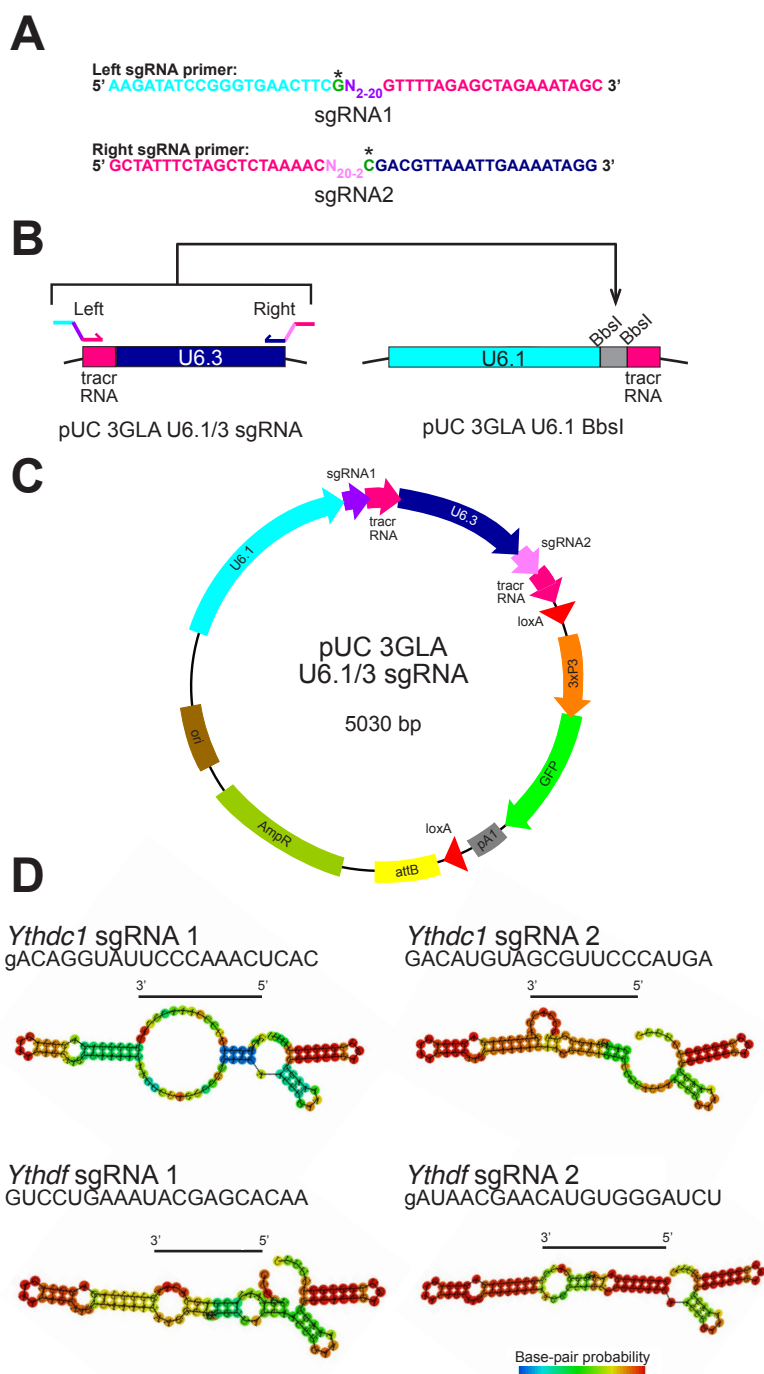 A
Left sgRNA primer:
*
5' AAGATATCCGGGTGAACTTCGN2-20GTTTTAGAGCTAGAAATAGC 3'
sgRNA1
Right sgRNA primer:
*
5' GCTATTTCTAGCTCTAAAACN20-2CGACGTTAAATTGAAAATAGG 3'
sgRNA2
B
Left
Right
U6.3
tracr
RNA
pUC 3GLA U6.1/3 sgRNA
BbsI
BbsI
U6.1
tracr
RNA
pUC 3GLA U6.1 BbsI
C
sgRNA1
tracr
RNA
U6.3
sgRNA2
tracr
RNA
loxA
3xP3
GFP
pA1
loxA
attB
AmpR
ori
U6.1
pUC 3GLA
U6.1/3 sgRNA
5030 bp
D
Ythdc1 sgRNA 1
gACAGGUAUUCCCAAACUCAC
3' 5'
Ythdc1 sgRNA 2
GACAUGUAGCGUUCCCAUGA
3' 5'
Ythdf sgRNA 1
GUCCUGAAAUACGAGCACAA
3' 5'
Ythdf sgRNA 2
gAUAACGAACAUGUGGGAUCU
3' 5'
Base-pair probability